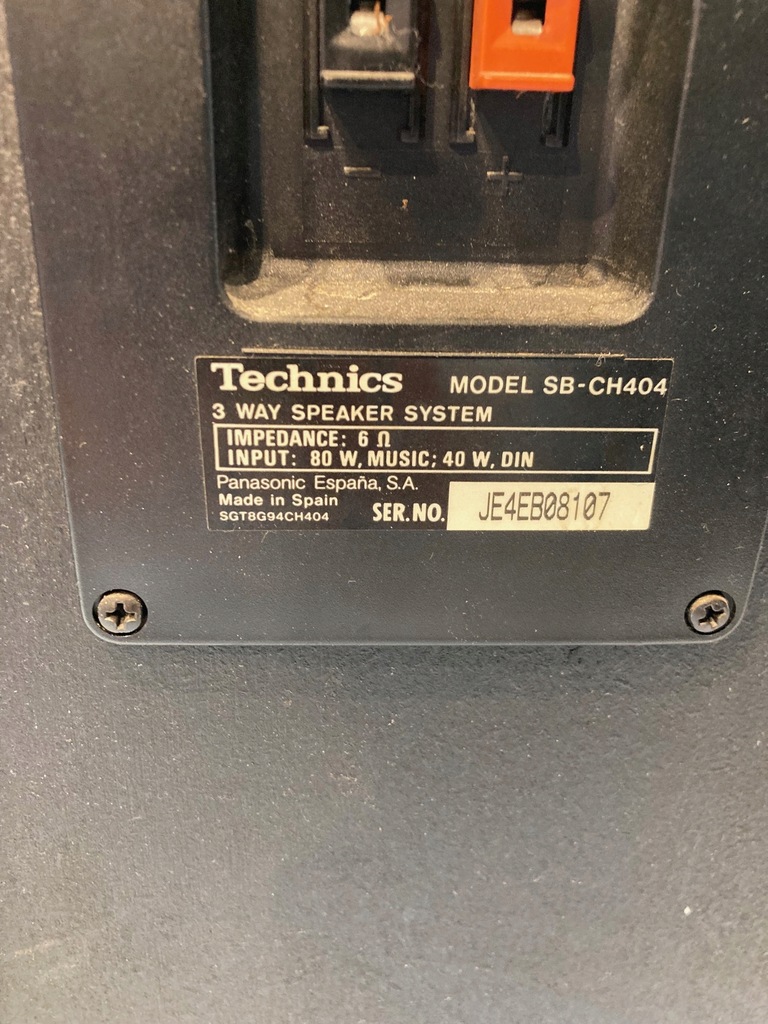 - +
Technics MODEL SB-CH404
3 WAY SPEAKER SYSTEM
IMPEDANCE: 6 Ω
INPUT: 80 W, MUSIC; 40 W, DIN
Panasonic España, S.A.
Made in Spain
SGT8G94CH404 SER.NO. JE4EB08107